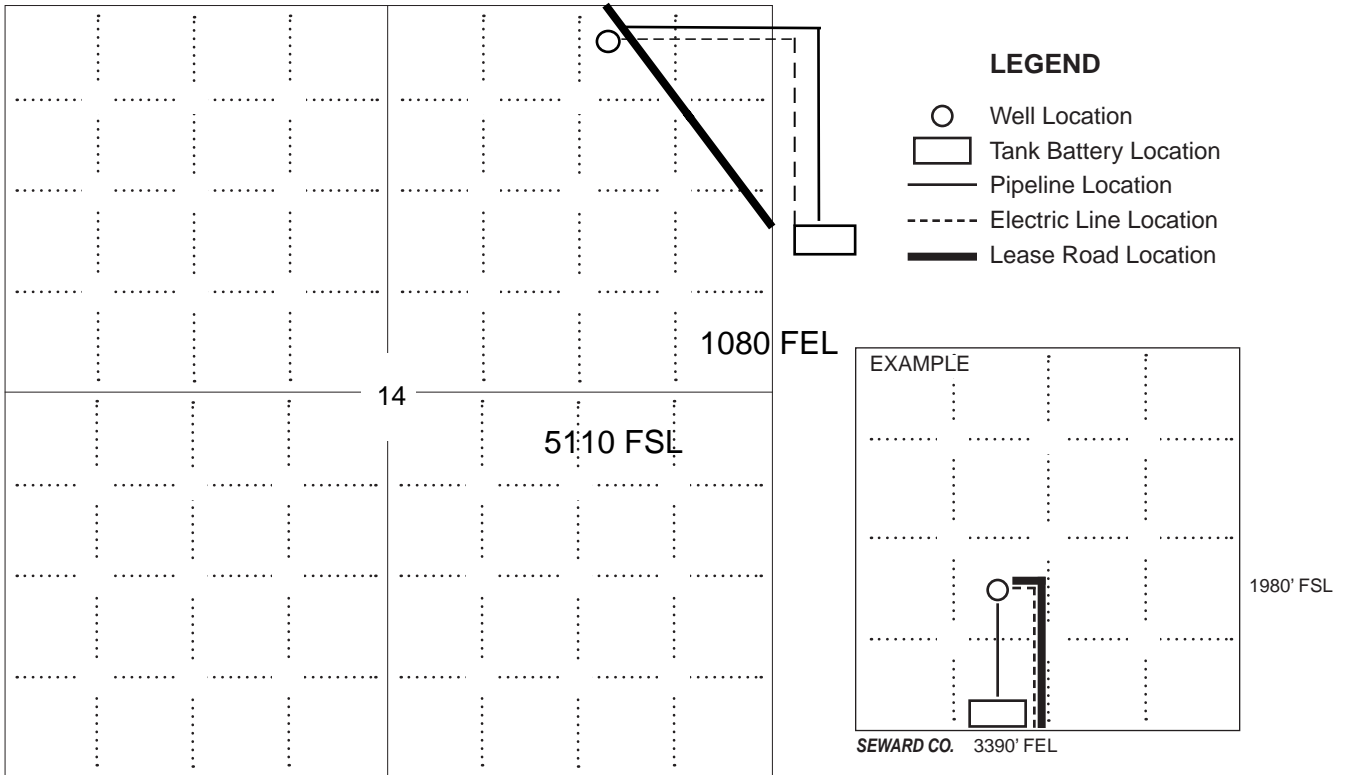 LEGEND
Well Location
Tank Battery Location
Pipeline Location
Electric Line Location
Lease Road Location
1080 FEL
14
5110 FSL
EXAMPLE
1980' FSL
SEWARD CO. 3390' FEL